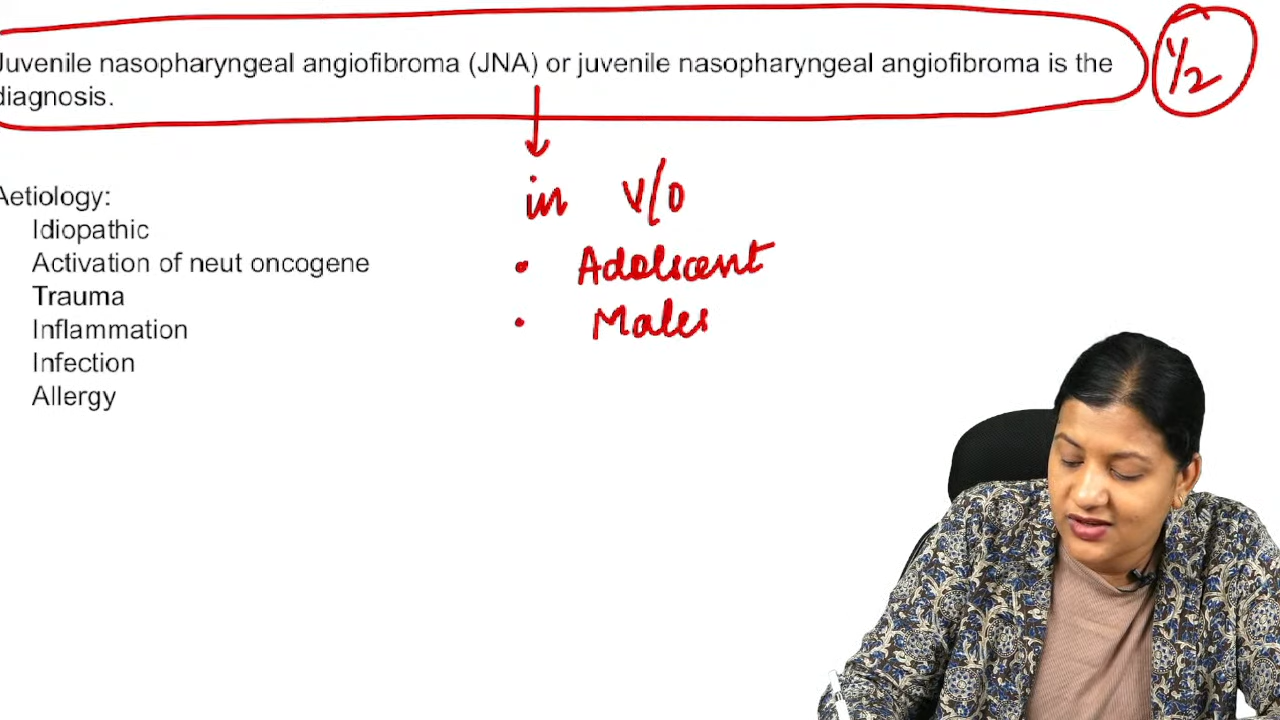 Juvenile nasopharyngeal angiofibroma (JNA) or juvenile nasopharyngeal angiofibroma is the
diagnosis.
1/2
in v/o
Aetiology:
Idiopathic
Activation of neut oncogene
• Adolescent
Trauma
Inflammation
• Males
Infection
Allergy